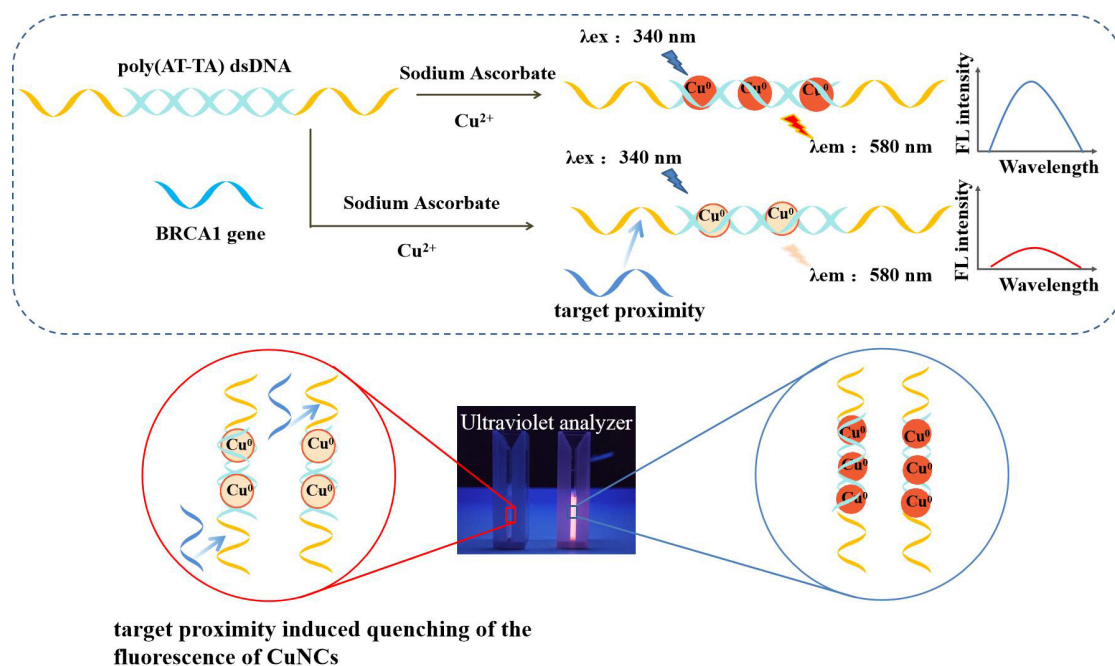 λex： 340 nm
poly(AT-TA) dsDNA
Sodium Ascorbate
Cu²⁺
Cu⁰
Cu⁰
Cu⁰
λem： 580 nm
FL intensity
Wavelength
BRCA1 gene
Sodium Ascorbate
Cu²⁺
λex： 340 nm
Cu⁰
Cu⁰
λem： 580 nm
target proximity
FL intensity
Wavelength
Cu⁰
Cu⁰
Cu⁰
Cu⁰
Ultraviolet analyzer
Cu⁰
Cu⁰
Cu⁰
Cu⁰
Cu⁰
Cu⁰
target proximity induced quenching of the
fluorescence of CuNCs